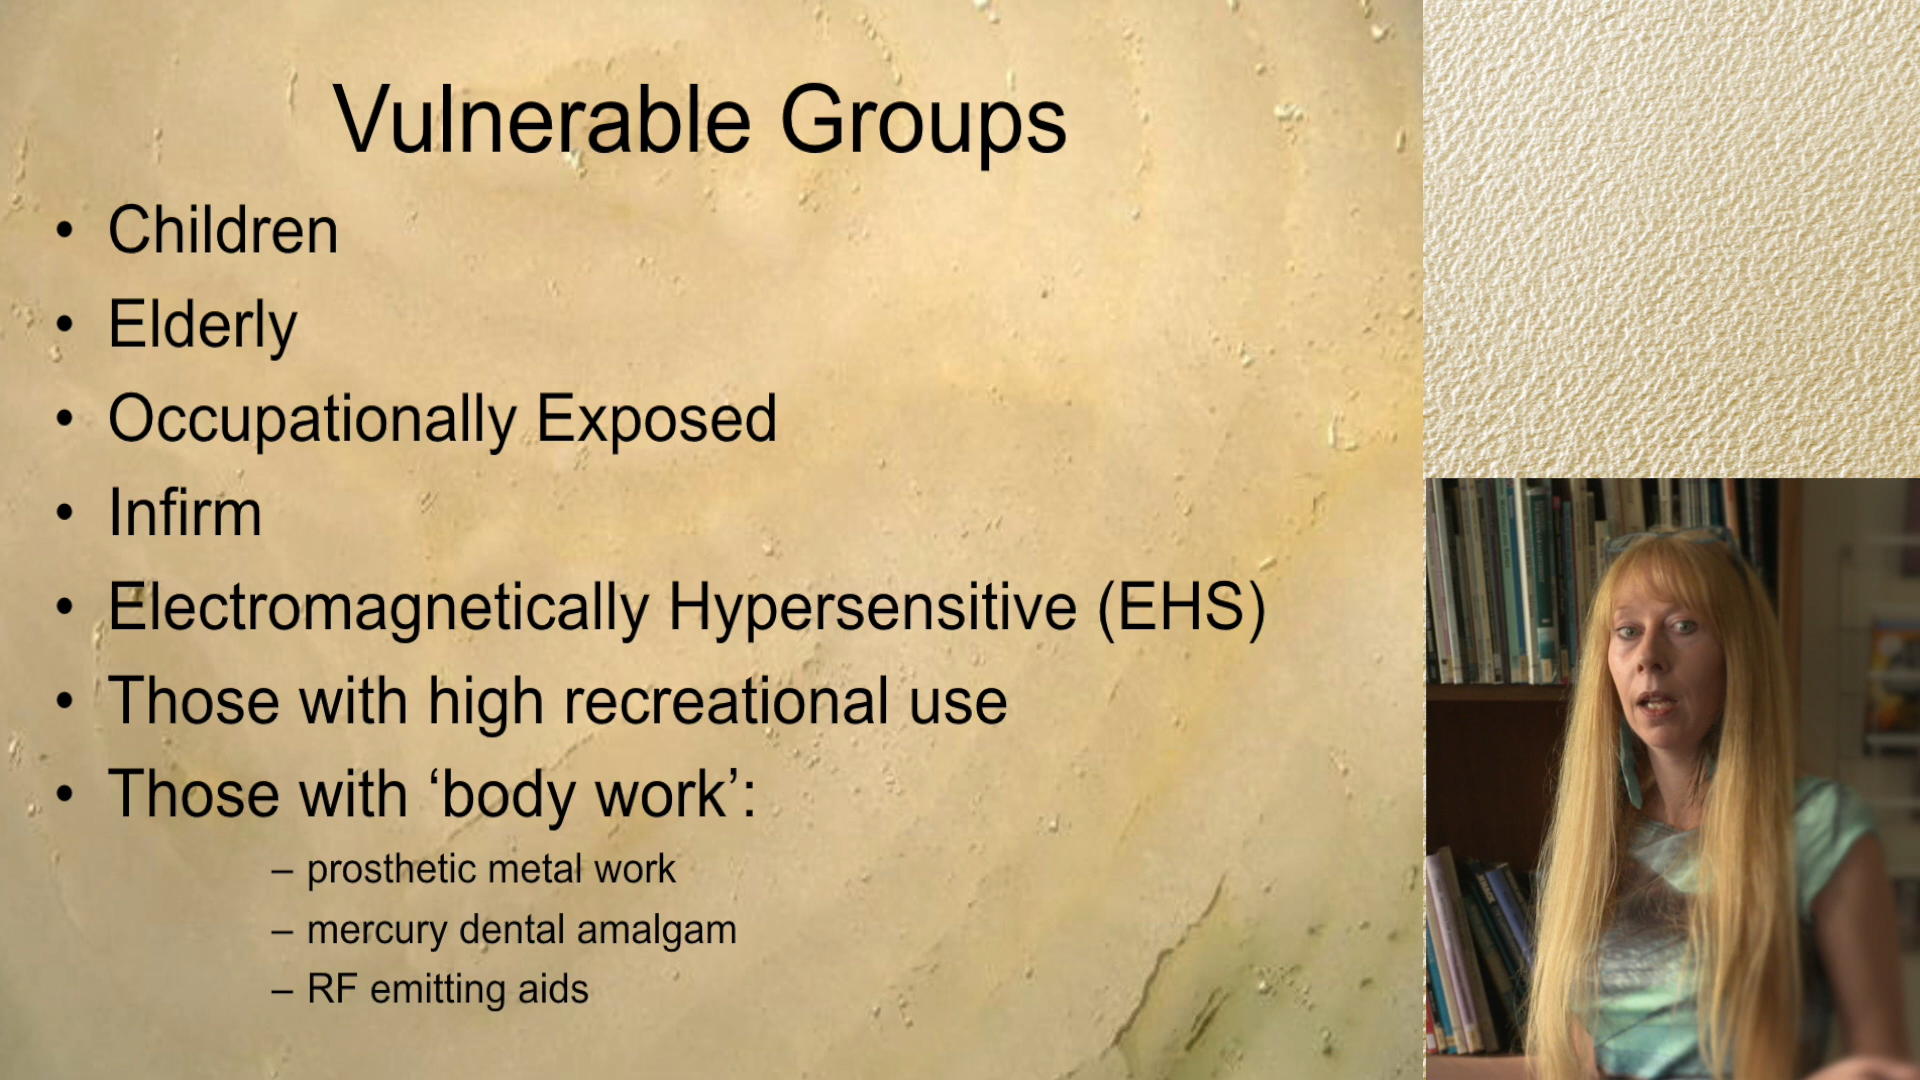 Vulnerable Groups
• Children
• Elderly
• Occupationally Exposed
• Infirm
• Electromagnetically Hypersensitive (EHS)
• Those with high recreational use
• Those with ‘body work’:
– prosthetic metal work
– mercury dental amalgam
– RF emitting aids